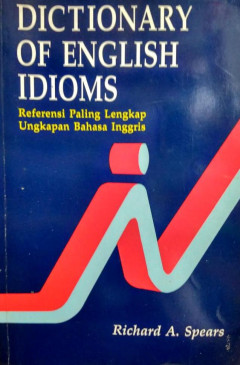 DICTIONARY
OF ENGLISH
IDIOMS
Referensi Paling Lengkap
Ungkapan Bahasa Inggris
Richard A. Spears